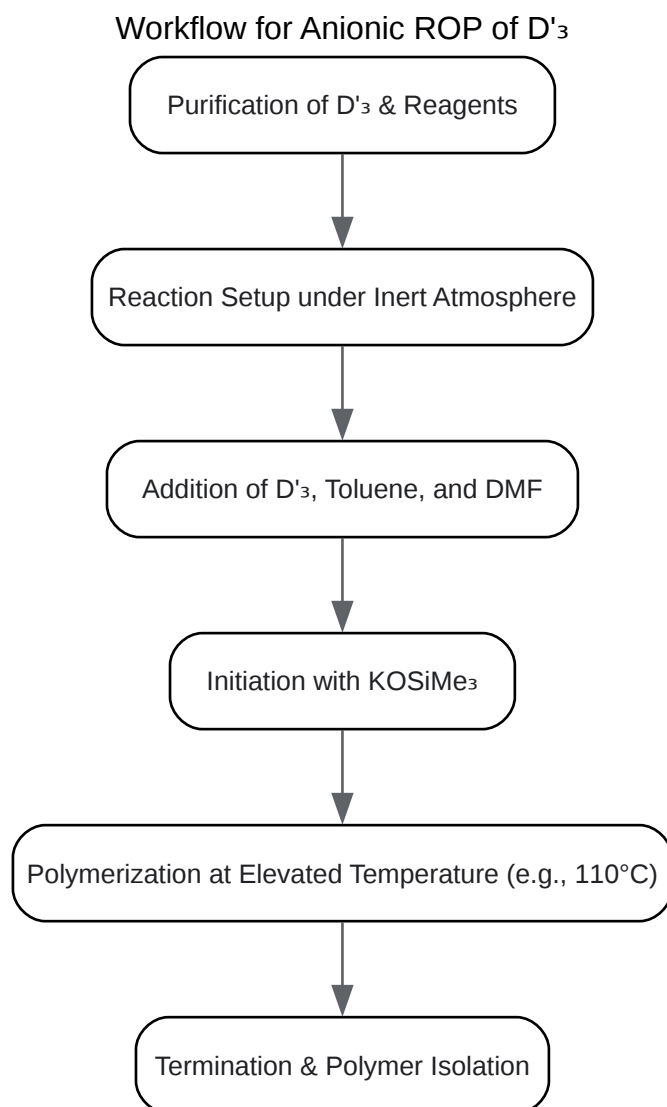 Workflow for Anionic ROP of D'₃
Purification of D'₃ & Reagents
Reaction Setup under Inert Atmosphere
Addition of D'₃, Toluene, and DMF
Initiation with KOSiMe₃
Polymerization at Elevated Temperature (e.g., 110°C)
Termination & Polymer Isolation